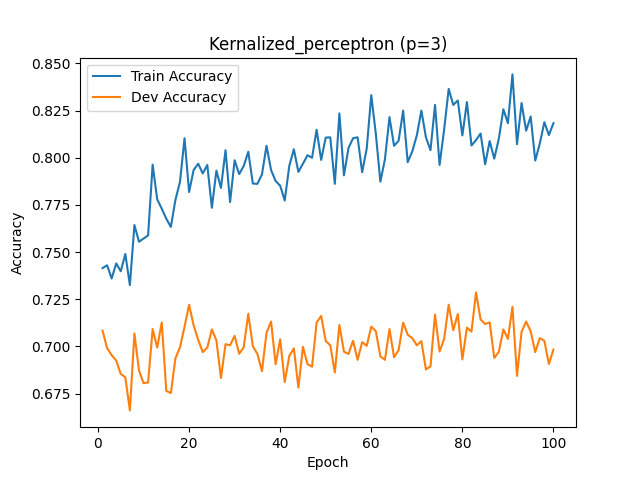 Kernalized_perceptron (p=3)
Train Accuracy
Dev Accuracy
0.850
0.825
0.800
0.775
0.750
0.725
0.700
0.675
Accuracy
0
20
40
60
80
100
Epoch